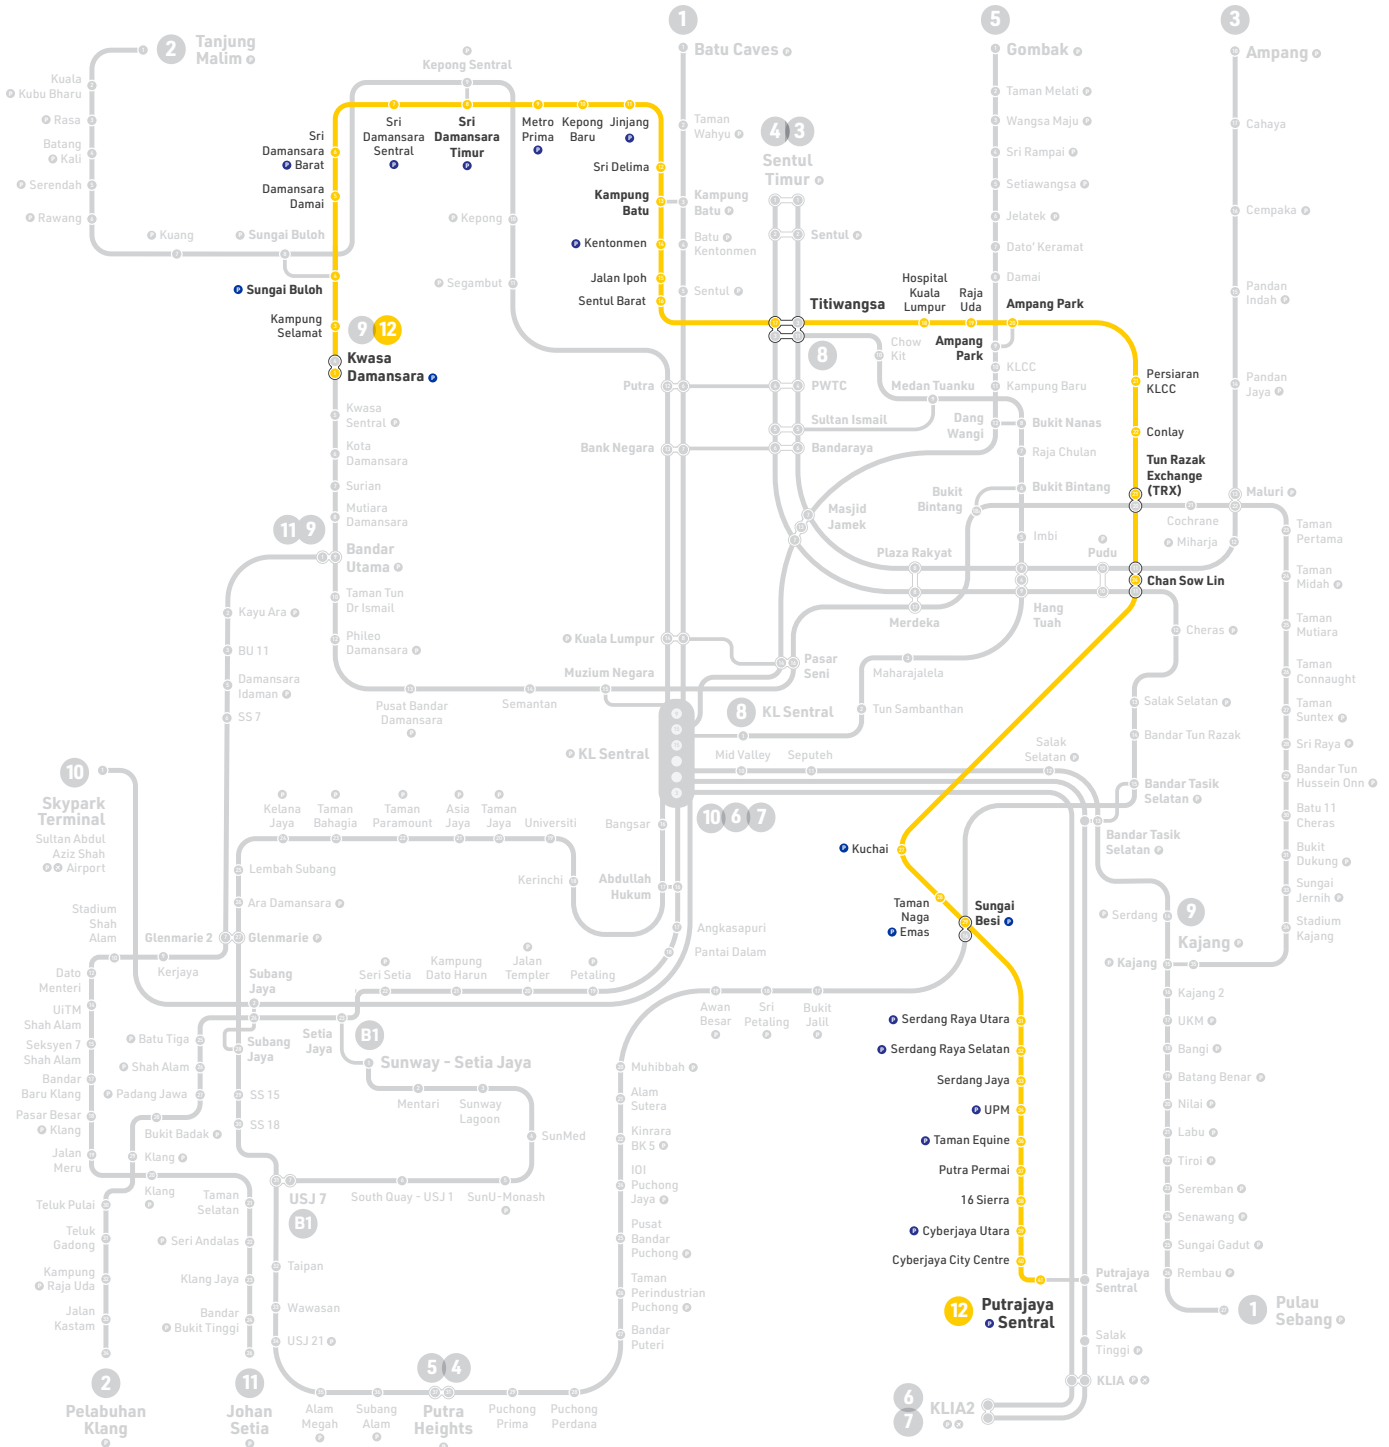 1
5
3
2
Tanjung
Malim P
Batu Caves P
Gombak P
Ampang P
Kuala
P Kubu Bharu
P Rasa
Batang
P Kali
P Serendah
P Rawang
P Kuang
P Sungai Buloh
P
Kepong Sentral
P Kepong
P Segambut
Sri
Damansara
P Barat
Damansara
Damai
P Sungai Buloh
Kampung
Selamat
9 12
Kwasa
Damansara P
Sri
Damansara
Sentral
P
Sri
Damansara
Timur
P
Metro
Prima
P
Kepong
Baru
Jinjang
P
Sri Delima
Kampung
Batu
P Kentonmen
Jalan Ipoh
Sentul Barat
Taman
Wahyu P
Kampung
Batu P
Batu P
Kentonmen
Sentul P
4 3
Sentul
Timur P
Sentul P
Titiwangsa
8
Taman Melati P
Wangsa Maju P
Sri Rampai P
Setiawangsa P
Jelatek P
Dato' Keramat
Damai
Hospital
Kuala
Lumpur
Raja
Uda
Ampang Park
Ampang
Park
KLCC
Kampung Baru
Chow
Kit
Medan Tuanku
Cahaya
Cempaka P
Pandan
Indah P
Pandan
Jaya P
Maluri P
P Miharja
Cochrane
Persiaran
KLCC
Conlay
Tun Razak
Exchange
(TRX)
Chan Sow Lin
Putra
PWTC
Sultan Ismail
Bank Negara
Bandaraya
Dang
Wangi
Bukit Nanas
Raja Chulan
Bukit
Bintang
Bukit Bintang
Imbi
P
Pudu
Masjid
Jamek
Plaza Rakyat
Merdeka
Hang
Tuah
Kwasa
Sentral P
Kota
Damansara
Surian
Mutiara
Damansara
11 9
Bandar
Utama P
Taman Tun
Dr Ismail
Phileo
Damansara P
Pusat Bandar
Damansara
P
Semantan
Muzium Negara
P Kuala Lumpur
Pasar
Seni
Maharajalela
Tun Sambanthan
8 KL Sentral
P KL Sentral
10 6 7
Mid Valley
Seputeh
Salak
Selatan P
Kayu Ara P
BU 11
Damansara
Idaman P
SS 7
10
Skypark
Terminal
Sultan Abdul
Aziz Shah
P Airport
Stadium
Shah
Alam
Glenmarie 2
Glenmarie P
Kerjaya
P
Kelana
Jaya
P
Taman
Bahagia
P
Taman
Paramount
P
Asia
Jaya
P
Taman
Jaya
Universiti
Kerinchi
Bangsar
Abdullah
Hukum
Angkasapuri
Pantai Dalam
Lembah Subang
Ara Damansara P
Subang
Jaya
P
Seri Setia
Kampung
Dato Harun
P
Jalan
Templer
P
Petaling
Dato
Menteri
UiTM
Shah Alam
Seksyen 7
Shah Alam
Bandar
Baru Klang
Pasar Besar
P Klang
Jalan
Meru
P Batu Tiga
P Shah Alam
P Padang Jawa
Bukit Badak P
Klang P
Klang
P
Subang
Jaya
SS 15
SS 18
Setia
Jaya
B1
Sunway - Setia Jaya
Mentari
Sunway
Lagoon
SunMed
South Quay - USJ 1
SunU-Monash
P
USJ 7
B1
Taipan
Wawasan
USJ 21 P
Teluk Pulai
Teluk
Gadong
Kampung
P Raja Uda
Jalan
Kastam
2
Pelabuhan
Klang
P
Taman
Selatan
P Seri Andalas
Klang Jaya
Bandar
P Bukit Tinggi
11
Johan
Setia
P
Alam
Megah
P
Subang
Alam
P
5 4
Putra
Heights
Puchong
Prima
Puchong
Perdana
Bandar
Puteri
Taman
Perindustrian
Puchong P
Pusat
Bandar
Puchong P
IOI
Puchong
Jaya P
Kinrara
BK 5 P
Alam
Sutera
Muhibbah P
Awan
Besar
P
Sri
Petaling
P
Bukit
Jalil
P
P Kuchai
Taman
Naga
P Emas
Sungai
Besi P
P Serdang Raya Utara
P Serdang Raya Selatan
Serdang Jaya
P UPM
P Taman Equine
Putra Permai
16 Sierra
P Cyberjaya Utara
Cyberjaya City Centre
12 Putrajaya
P Sentral
Putrajaya
Sentral
Salak
Tinggi P
KLIA P
6
7
KLIA2
P
Cheras P
Salak Selatan P
Bandar Tun Razak
Bandar Tasik
Selatan P
Bandar Tasik
Selatan P
P Serdang
9
Kajang P
P Kajang
Kajang 2
UKM P
Bangi P
Batang Benar P
Nilai P
Labu P
Tiroi P
Seremban P
Senawang P
Sungai Gadut P
Rembau P
1 Pulau
Sebang P
Taman
Pertama
Taman
Midah P
Taman
Mutiara
Taman
Connaught
Taman
Suntex P
Sri Raya P
Bandar Tun
Hussein Onn P
Batu 11
Cheras
Bukit
Dukung P
Sungai
Jernih P
Stadium
Kajang